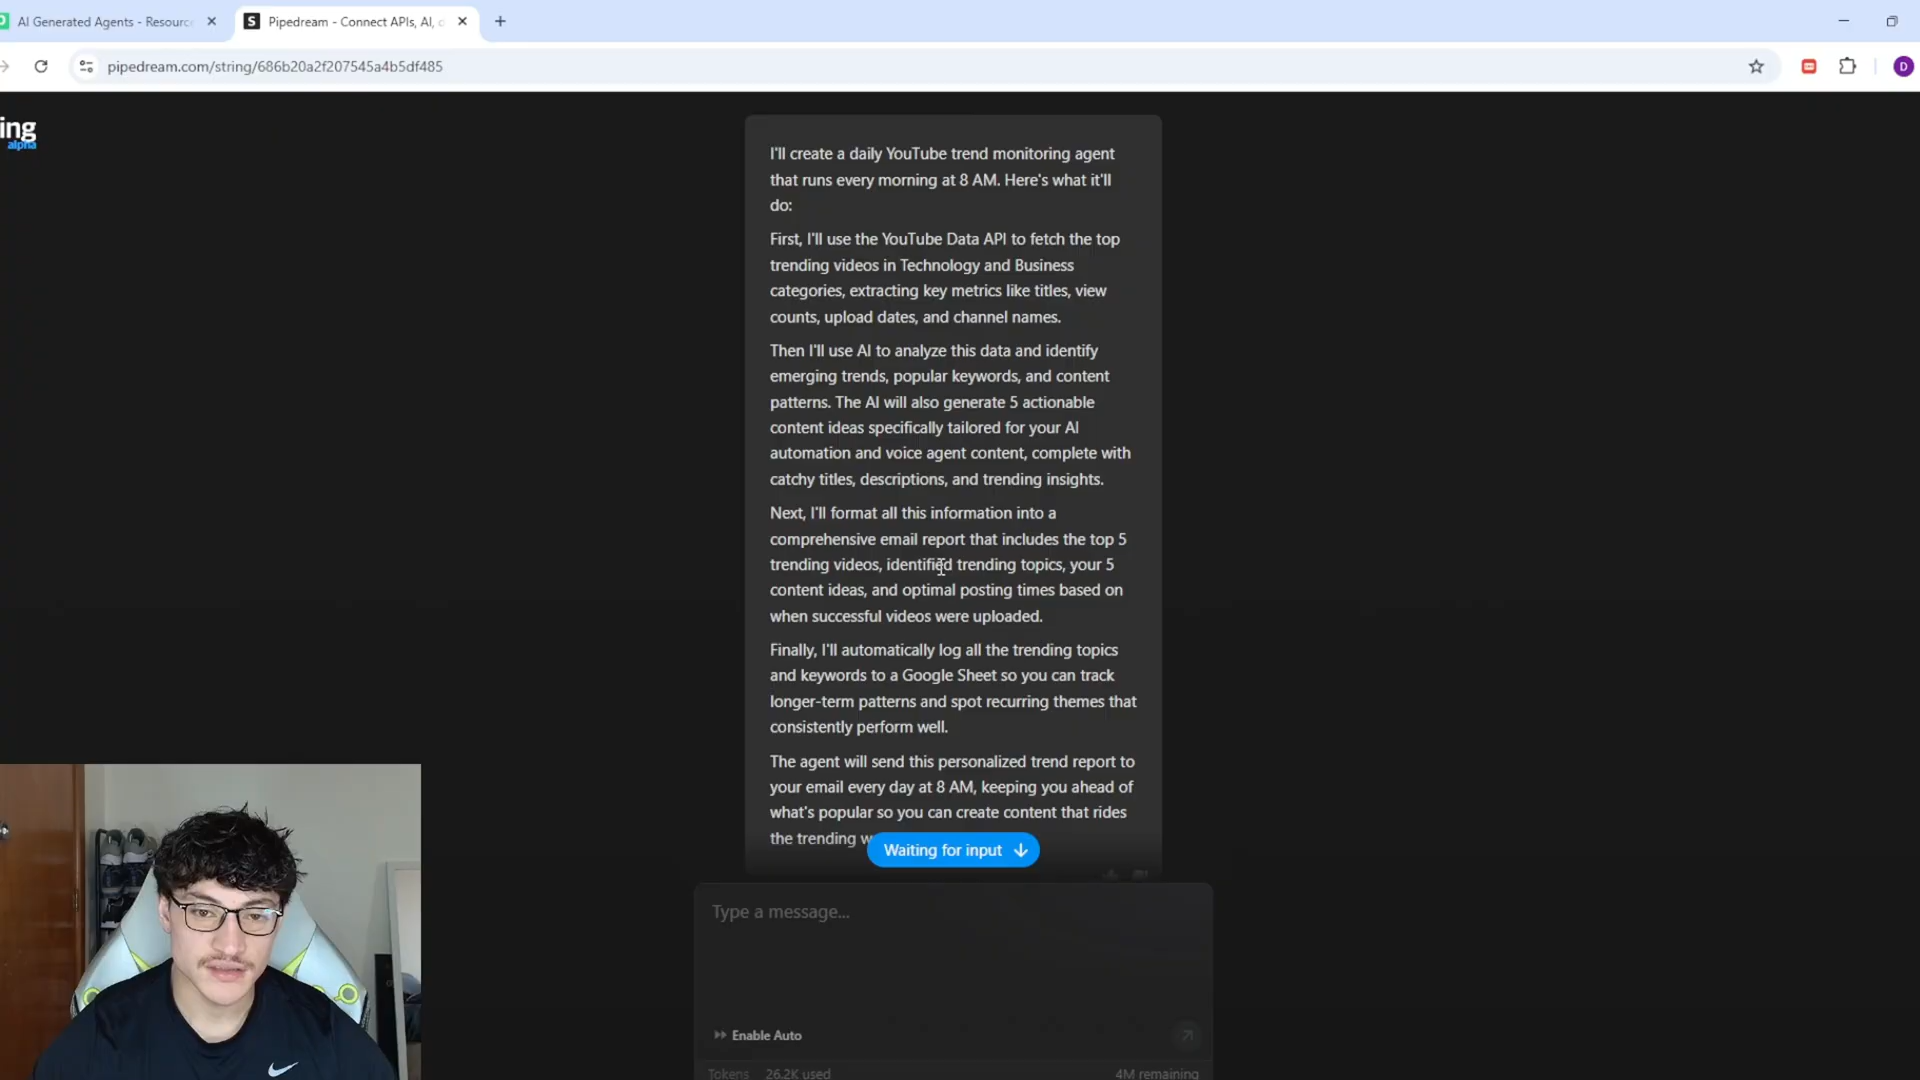 AI Generated Agents - Resource
Pipedream - Connect APIs, AI,
pipedream.com/string/686b20a2f207545a4b5df485
D
ing
alpha
I'll create a daily YouTube trend monitoring agent
that runs every morning at 8 AM. Here's what it'll
do:
First, I'll use the YouTube Data API to fetch the top
trending videos in Technology and Business
categories, extracting key metrics like titles, view
counts, upload dates, and channel names.
Then I'll use AI to analyze this data and identify
emerging trends, popular keywords, and content
patterns. The AI will also generate 5 actionable
content ideas specifically tailored for your AI
automation and voice agent content, complete with
catchy titles, descriptions, and trending insights.
Next, I'll format all this information into a
comprehensive email report that includes the top 5
trending videos, identified trending topics, your 5
content ideas, and optimal posting times based on
when successful videos were uploaded.
Finally, I'll automatically log all the trending topics
and keywords to a Google Sheet so you can track
longer-term patterns and spot recurring themes that
consistently perform well.
The agent will send this personalized trend report to
your email every day at 8 AM, keeping you ahead of
what's popular so you can create content that rides
the trending
Waiting for input
Type a message...
Enable Auto
Tokens 26.2K used 4M remaining